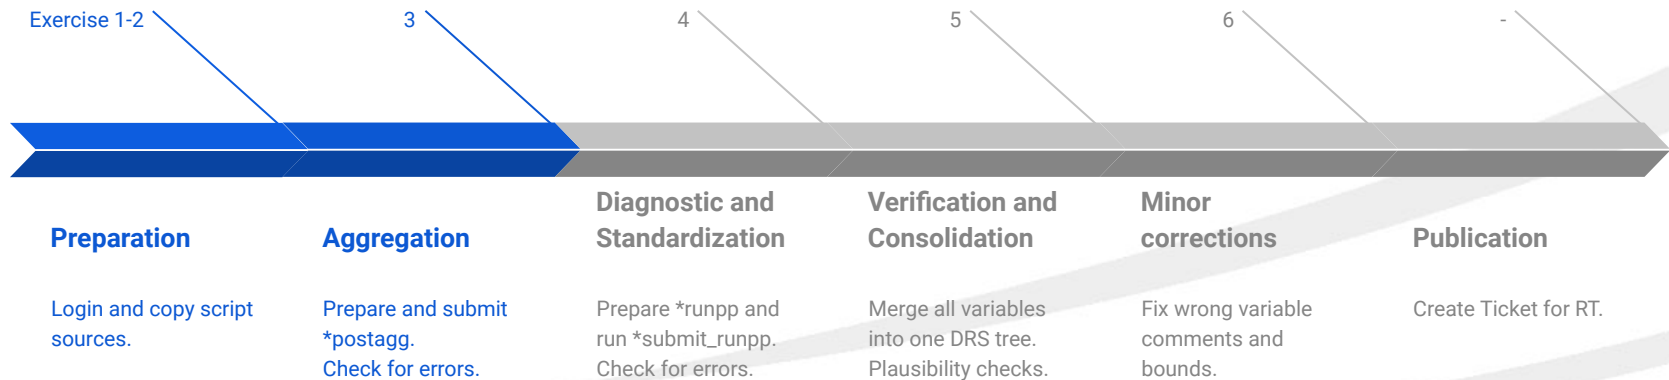 Exercise 1-2
3
4
5
6
-
Preparation
Login and copy script
sources.
Aggregation
Prepare and submit
*postagg.
Check for errors.
Diagnostic and
Standardization
Prepare *runpp and
run *submit_runpp.
Check for errors.
Verification and
Consolidation
Merge all variables
into one DRS tree.
Plausibility checks.
Minor
corrections
Fix wrong variable
comments and
bounds.
Publication
Create Ticket for RT.